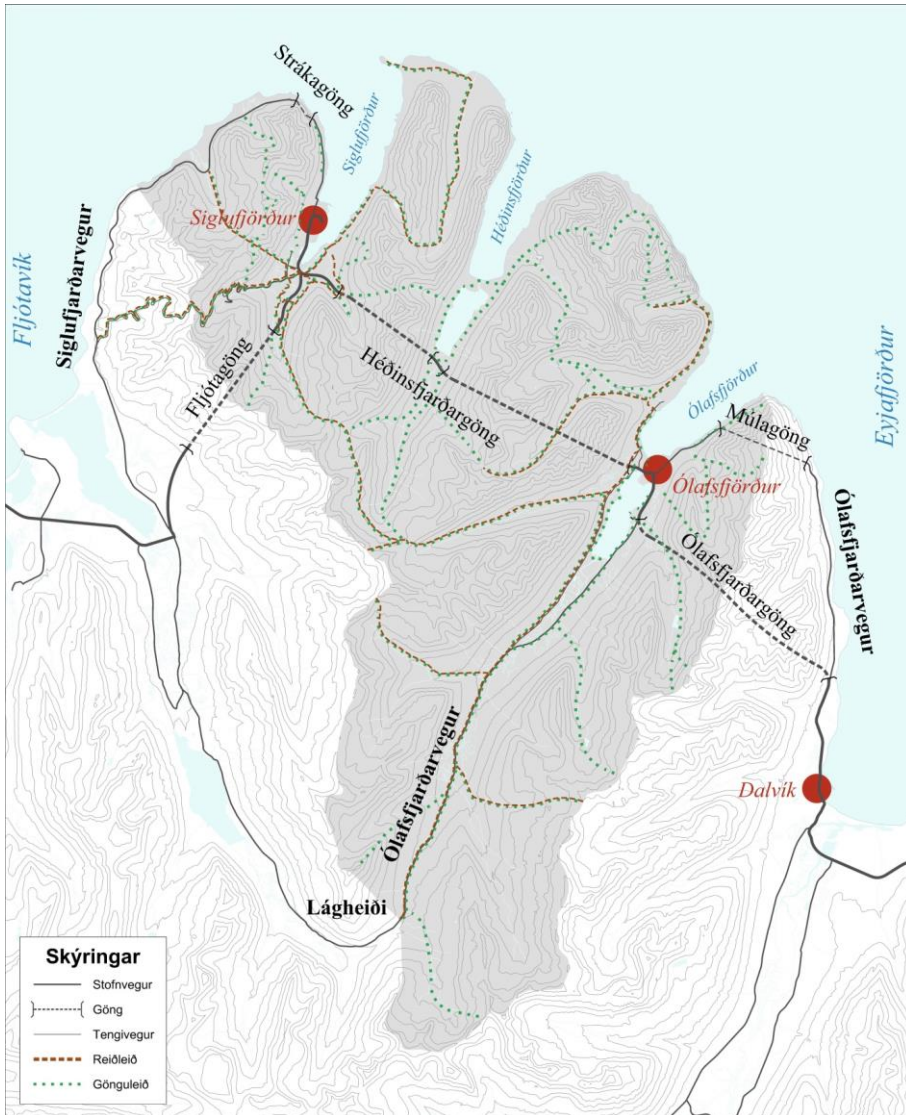 Strákagöng
Siglufjörður
Héðinsfjörður
Siglufjörður
Siglufjarðarvegur
Fljótavík
Fljótagöng
Héðinsfjarðargöng
Ólafsfjörður
Múlagöng
Eyjafjörður
Ólafsfjörður
Ólafsfjarðargöng
Ólafsfjarðarvegur
Ólafsfjarðarvegur
Dalvík
Lágheiði
Skýringar
Stofnvegur
Göng
Tengivegur
Reiðleið
Gönguleið